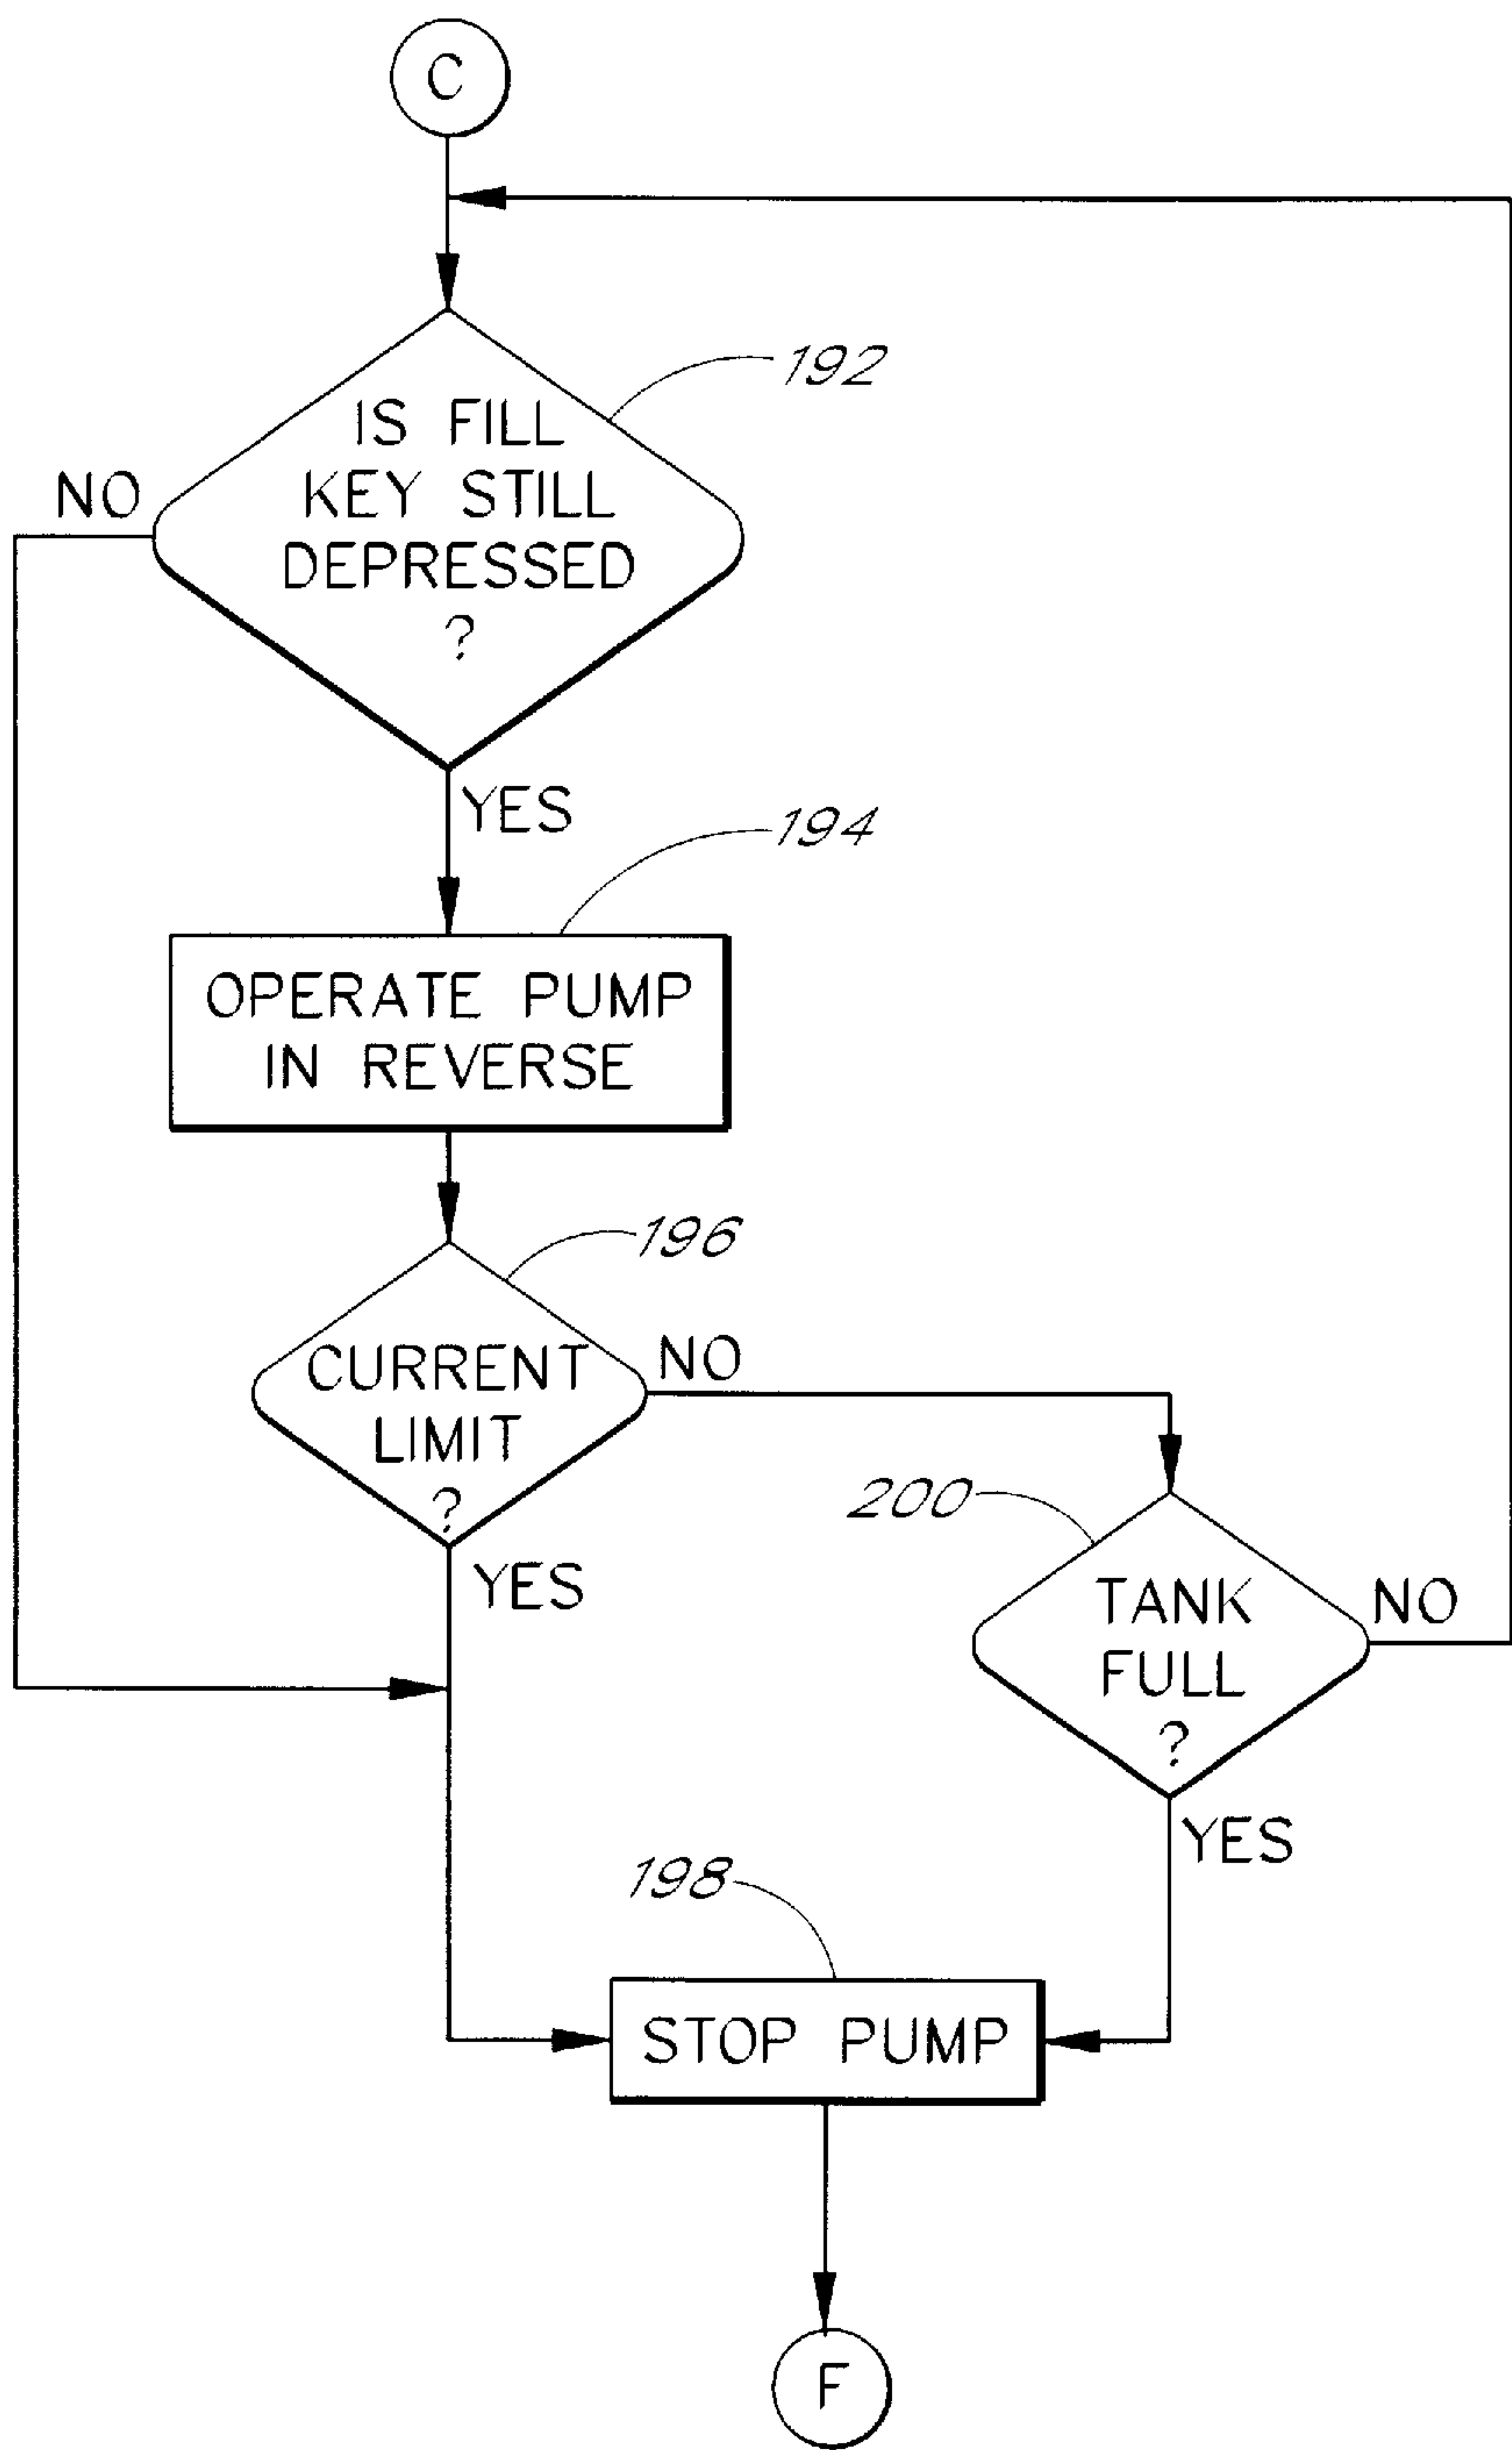 C
192
IS FILL
KEY STILL
DEPRESSED
?
NO
YES
194
OPERATE PUMP
IN REVERSE
196
CURRENT
LIMIT
?
NO
YES
200
TANK
FULL
?
NO
YES
198
STOP PUMP
F